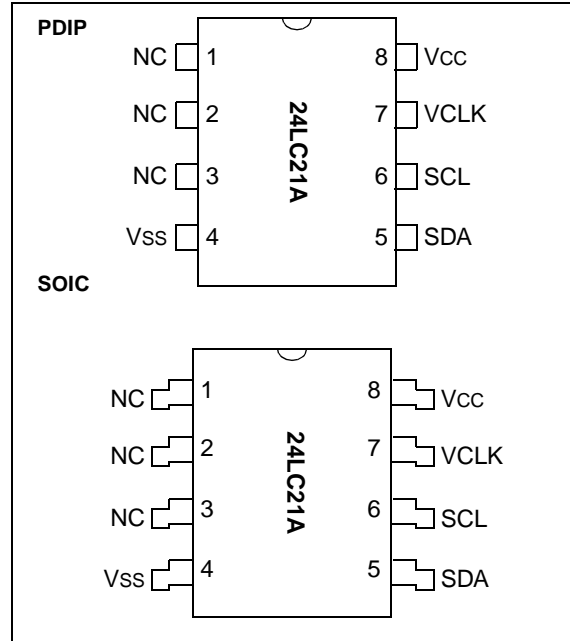 PDIP
NC 1 8 VCC
NC 2 7 VCLK
NC 3 6 SCL
VSS 4 5 SDA
24LC21A
SOIC
NC 1 8 VCC
NC 2 7 VCLK
NC 3 6 SCL
VSS 4 5 SDA
24LC21A